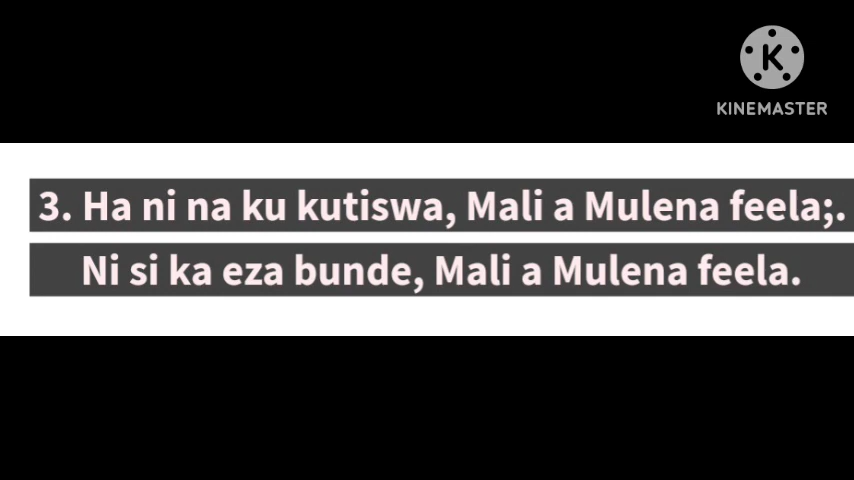 KINEMASTER
3. Ha ni na ku kutiswa, Mali a Mulena feela;.
Ni si ka eza bunde, Mali a Mulena feela.